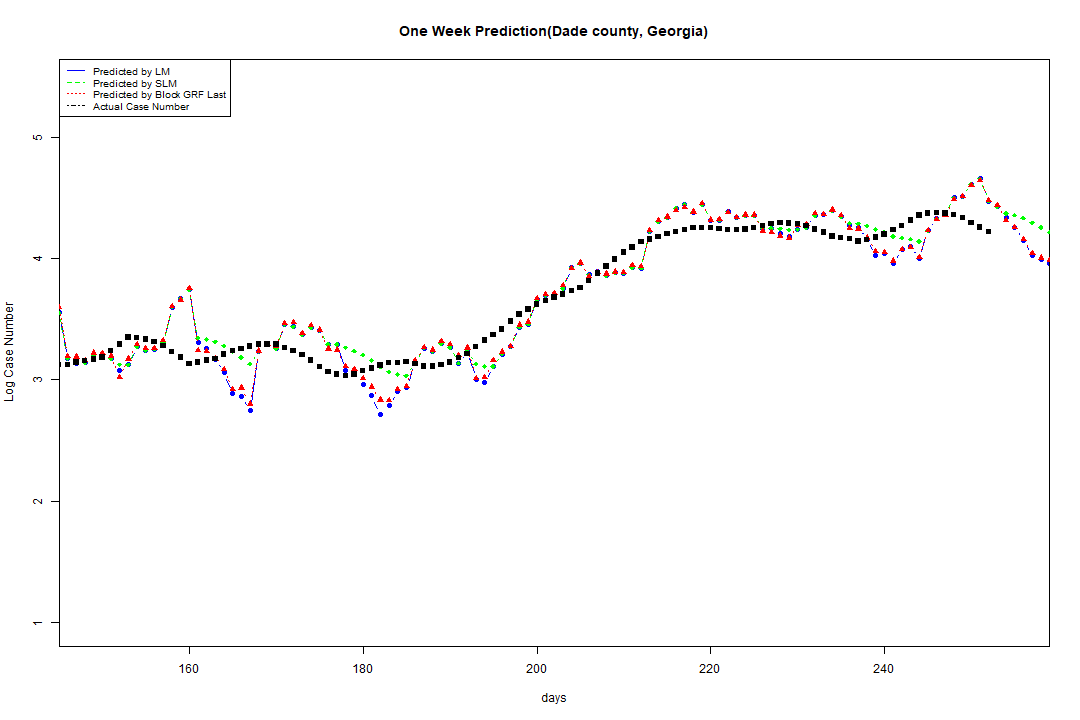 One Week Prediction(Dade county, Georgia)
Predicted by LM
Predicted by SLM
Predicted by Block GRF Last
Actual Case Number
5
4
3
2
1
Log Case Number
160 180 200 220 240
days